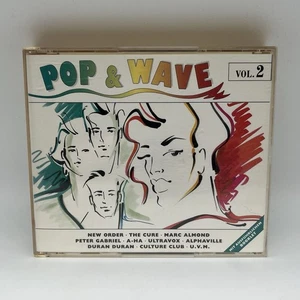 POP & WAVE
VOL. 2
NEW ORDER · THE CURE · MARC ALMOND
PETER GABRIEL · A-HA · ULTRAVOX · ALPHAVILLE
DURAN DURAN · CULTURE CLUB · U.V.M.